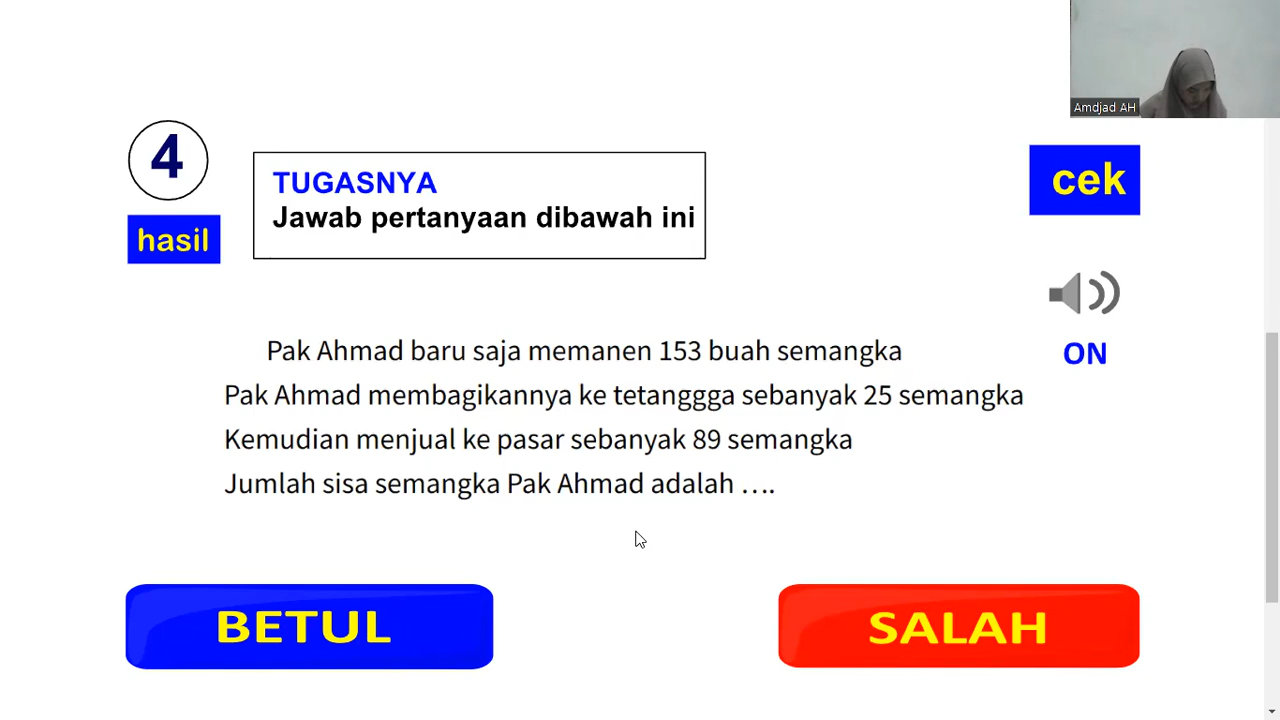 Amdjad AH
4
TUGASNYA
Jawab pertanyaan dibawah ini
cek
hasil
ON
Pak Ahmad baru saja memanen 153 buah semangka
Pak Ahmad membagikannya ke tetanggga sebanyak 25 semangka
Kemudian menjual ke pasar sebanyak 89 semangka
Jumlah sisa semangka Pak Ahmad adalah ....
BETUL
SALAH